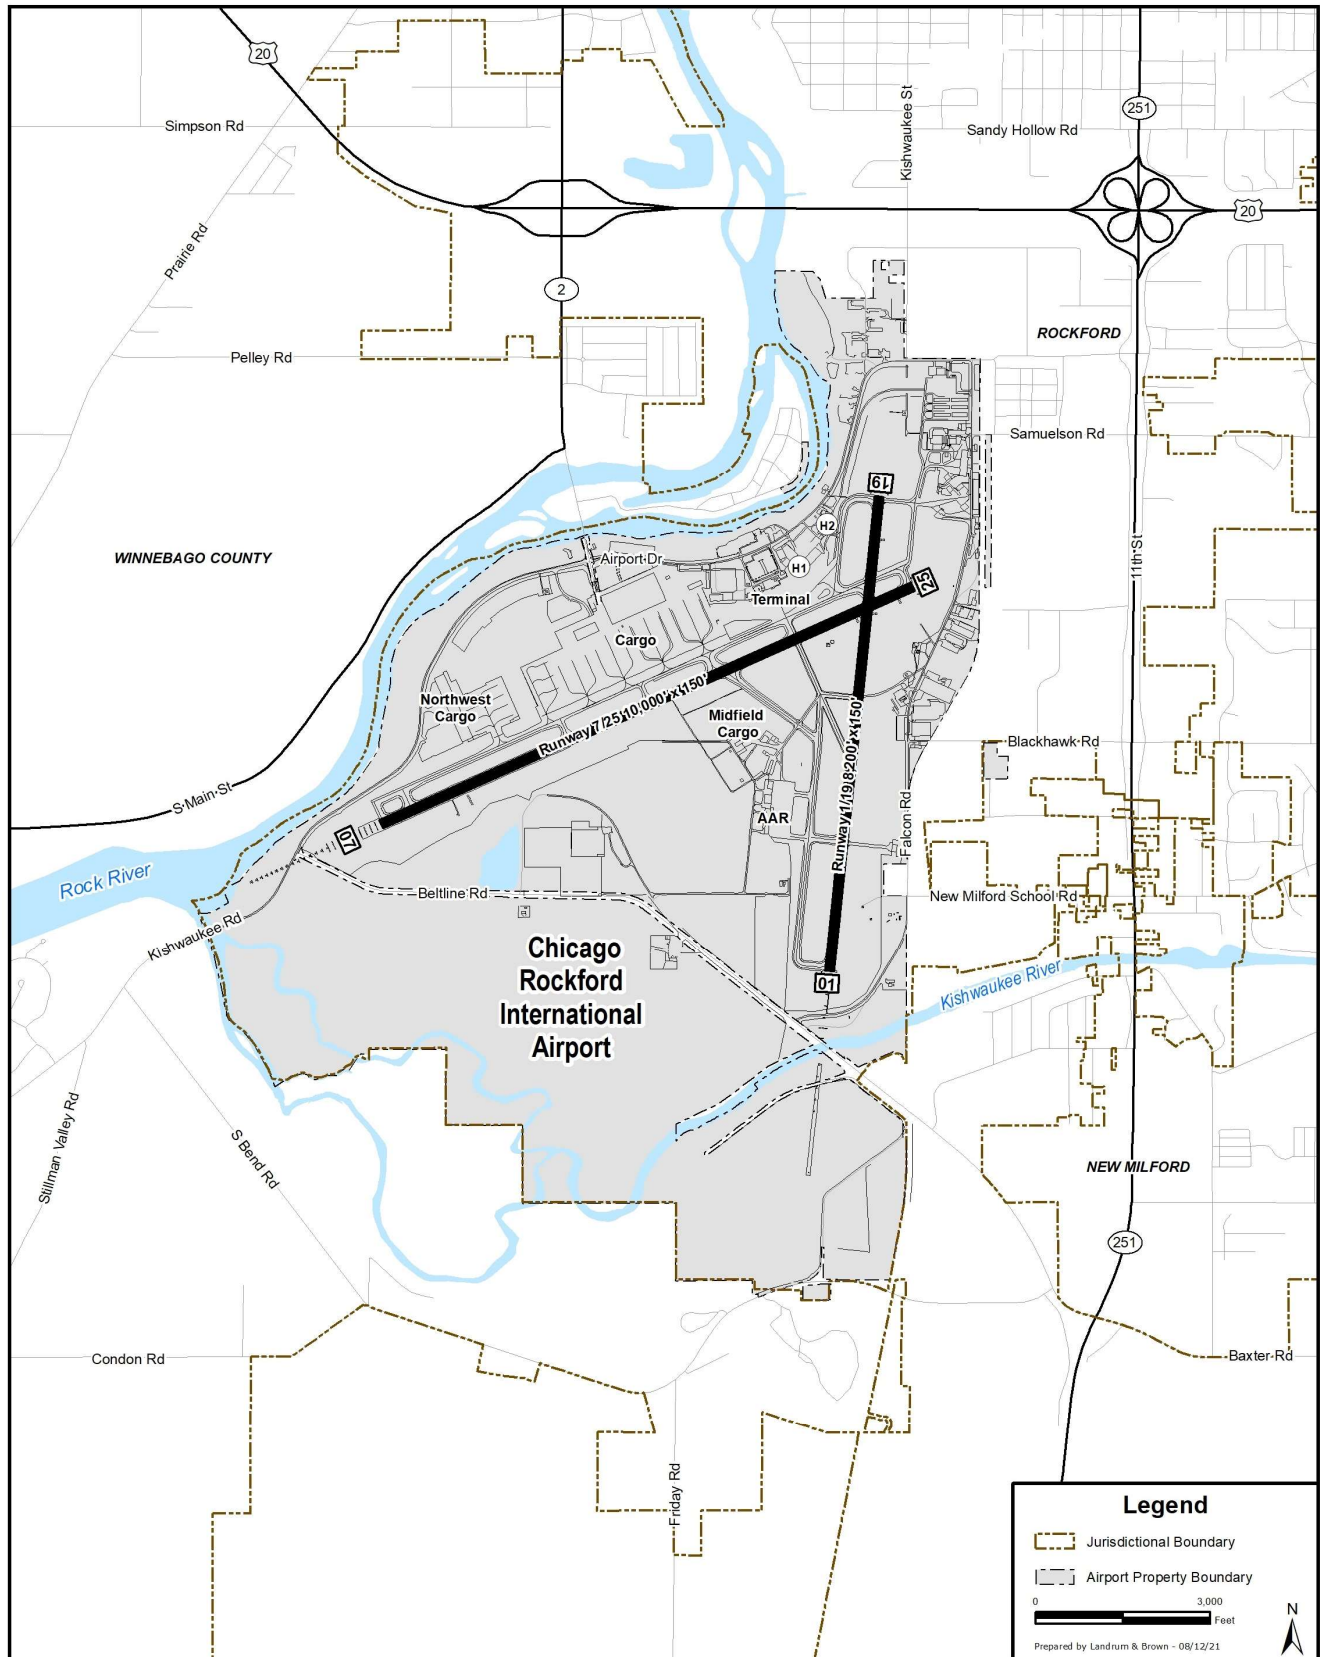 20
251
Simpson Rd
Kishwaukee St
Sandy Hollow Rd
20
Prairie Rd
2
ROCKFORD
Pelley Rd
Samuelson Rd
19
H2
WINNEBAGO COUNTY
Airport Dr
H1
11th St
25
Terminal
Cargo
Northwest
Cargo
Runway 7/25 10,000' x 150'
Midfield
Cargo
Blackhawk Rd
S Main St
Runway 1/19 8,200' x 150'
AAR
Falcon Rd
07
Rock River
Beltline Rd
New Milford School Rd
Kishwaukee Rd
Chicago
Rockford
International
Airport
01
Kishwaukee River
Stillman Valley Rd
S Bend Rd
NEW MILFORD
251
Condon Rd
Baxter Rd
Friday Rd
Legend
Jurisdictional Boundary
Airport Property Boundary
0 3,000
Feet
N
Prepared by Landrum & Brown - 08/12/21